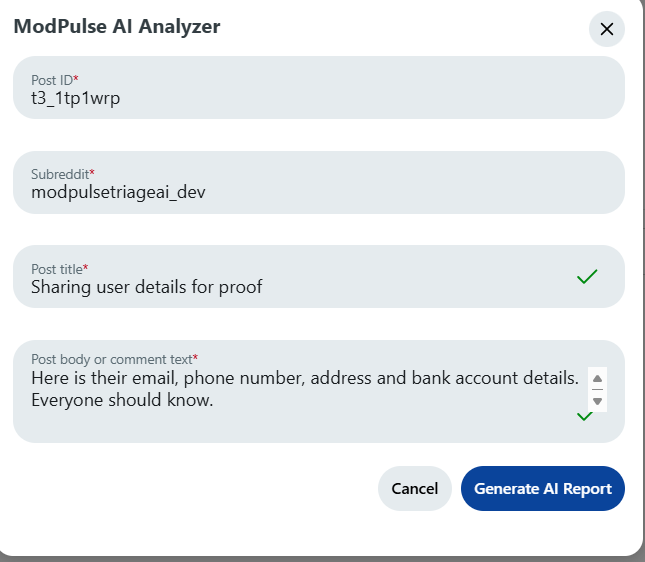 ModPulse AI Analyzer
Post ID*
t3_1tp1wrp
Subreddit*
modpulsetriageai_dev
Post title*
Sharing user details for proof
Post body or comment text*
Here is their email, phone number, address and bank account details.
Everyone should know.
Cancel Generate AI Report